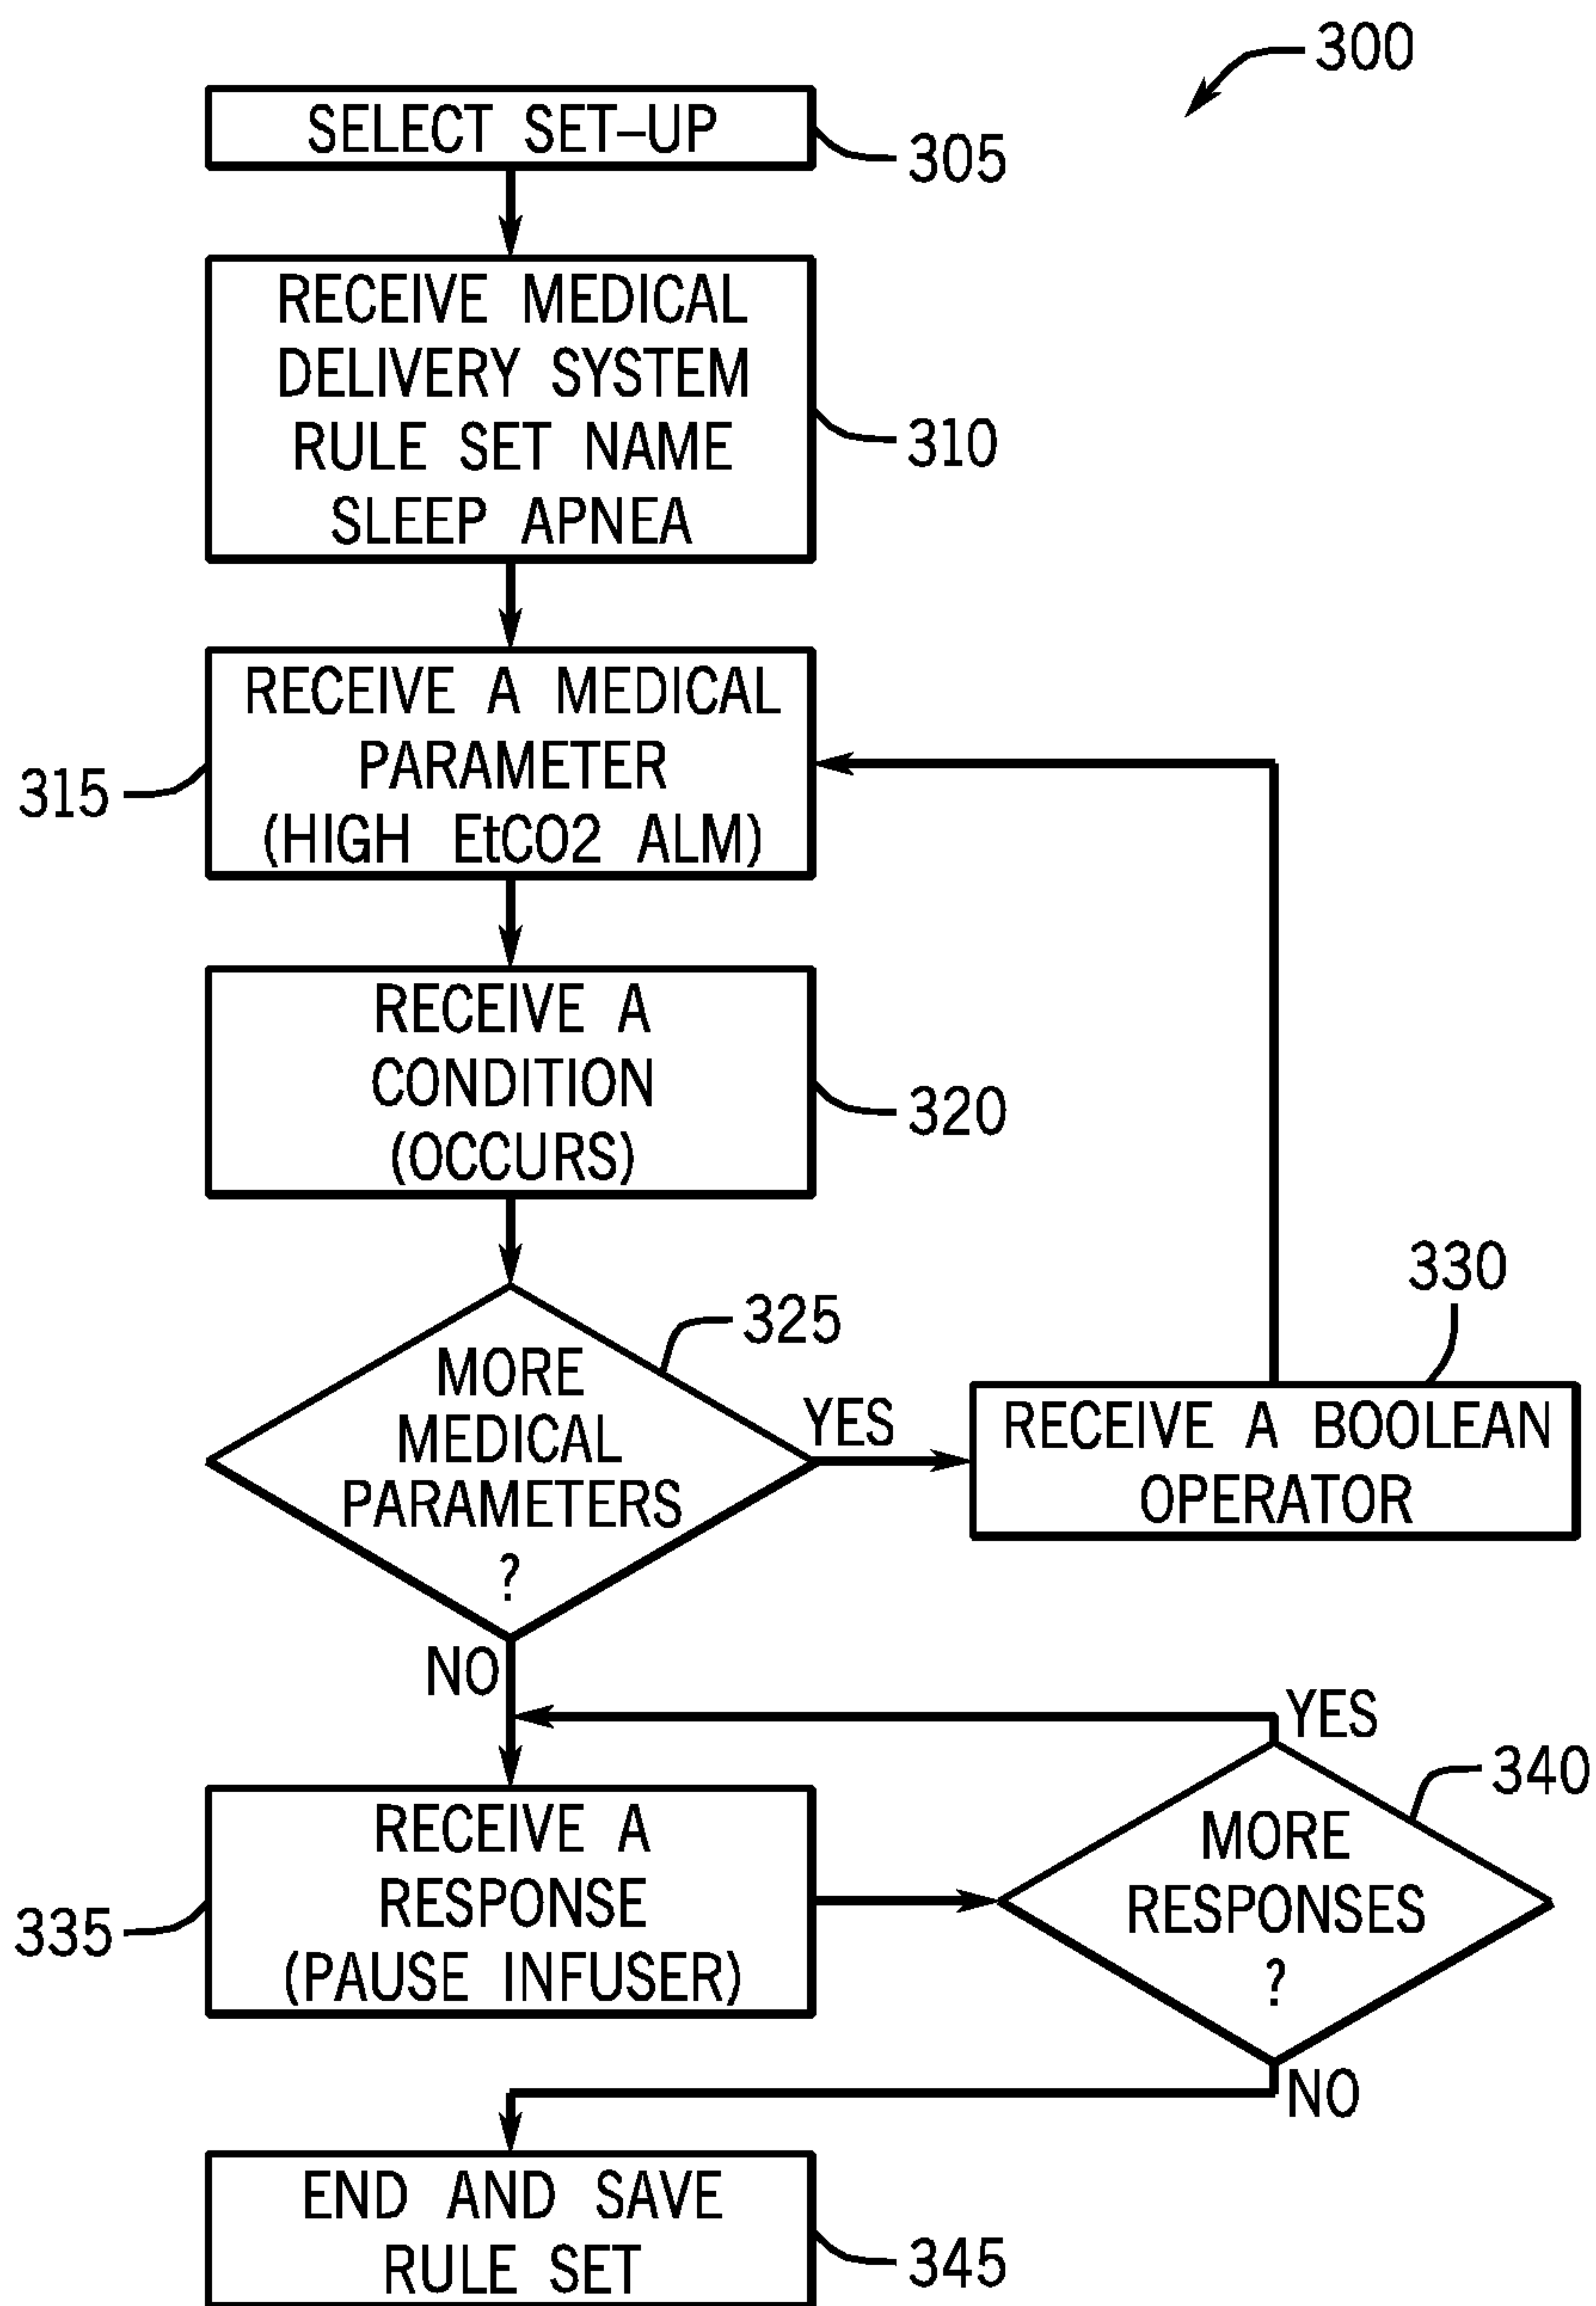 300
SELECT SET–UP
305
RECEIVE MEDICAL
DELIVERY SYSTEM
RULE SET NAME
SLEEP APNEA
310
RECEIVE A MEDICAL
PARAMETER
(HIGH EtCO2 ALM)
315
RECEIVE A
CONDITION
(OCCURS)
320
325
MORE
MEDICAL
PARAMETERS
?
YES
330
RECEIVE A BOOLEAN
OPERATOR
NO
YES
RECEIVE A
RESPONSE
(PAUSE INFUSER)
335
340
MORE
RESPONSES
?
NO
END AND SAVE
RULE SET
345